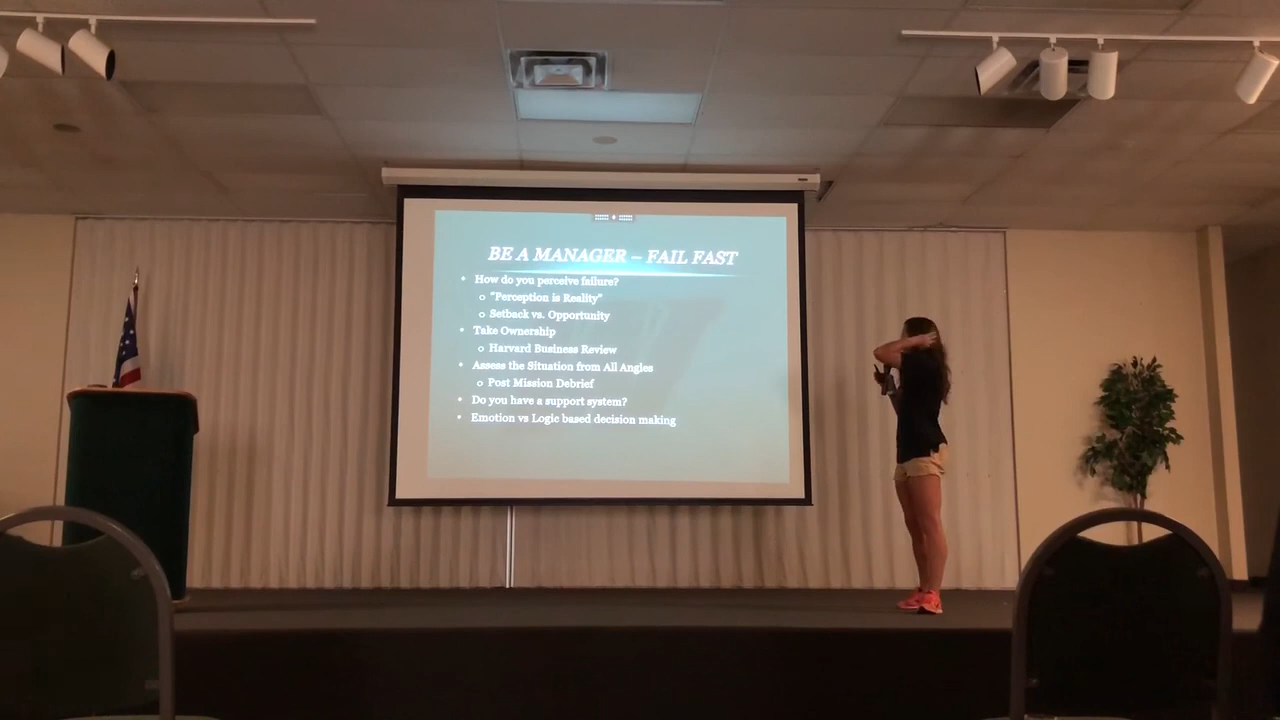 BE A MANAGER – FAIL FAST
• How do you perceive failure?
o "Perception is Reality"
o Setback vs. Opportunity
• Take Ownership
o Harvard Business Review
• Assess the Situation from All Angles
o Post Mission Debrief
• Do you have a support system?
• Emotion vs Logic based decision making